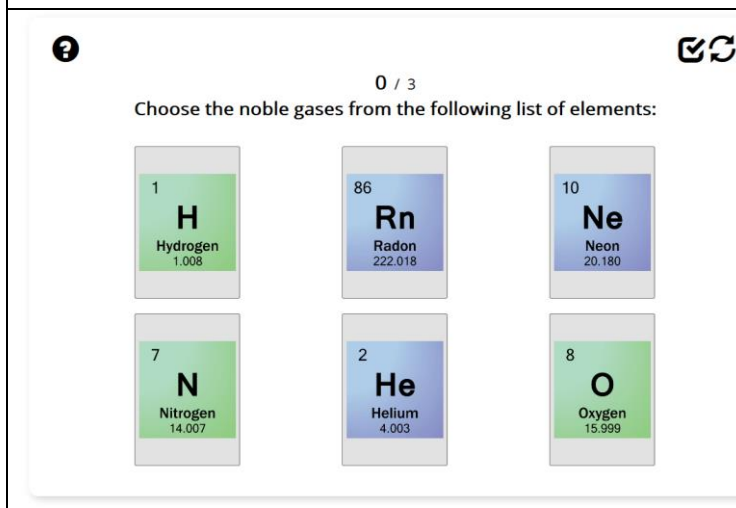 ?
0 / 3
Choose the noble gases from the following list of elements:
1
H
Hydrogen
1.008
86
Rn
Radon
222.018
10
Ne
Neon
20.180
7
N
Nitrogen
14.007
2
He
Helium
4.003
8
O
Oxygen
15.999